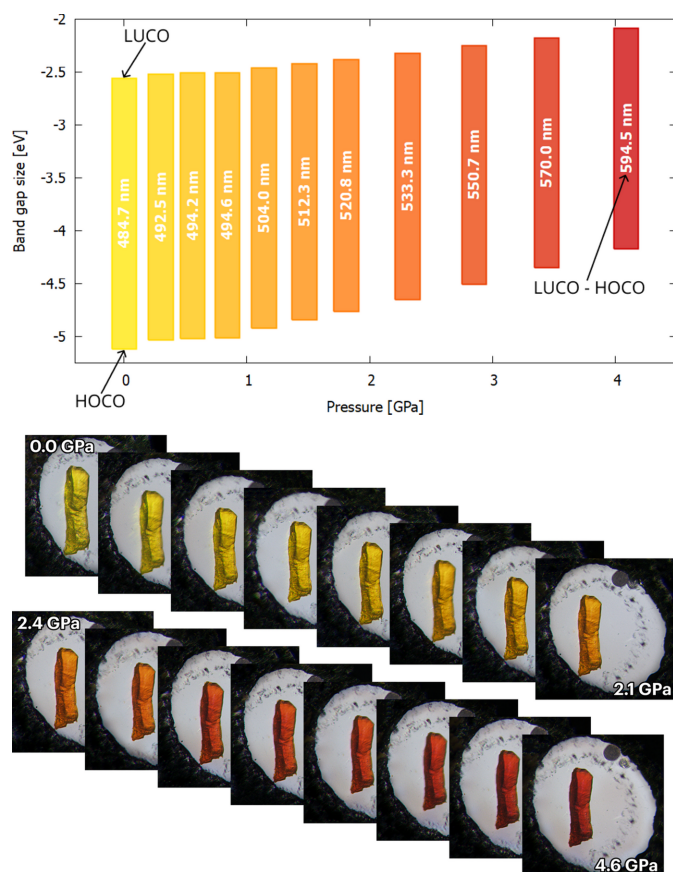 -2
LUCO
-2.5
-3
-3.5
-4
-4.5
-5
Band gap size [eV]
484.7 nm
492.5 nm
494.2 nm
494.6 nm
504.0 nm
512.3 nm
520.8 nm
533.3 nm
550.7 nm
570.0 nm
594.5 nm
LUCO - HOCO
HOCO
0 1 2 3 4
Pressure [GPa]
0.0 GPa
2.1 GPa
2.4 GPa
4.6 GPa